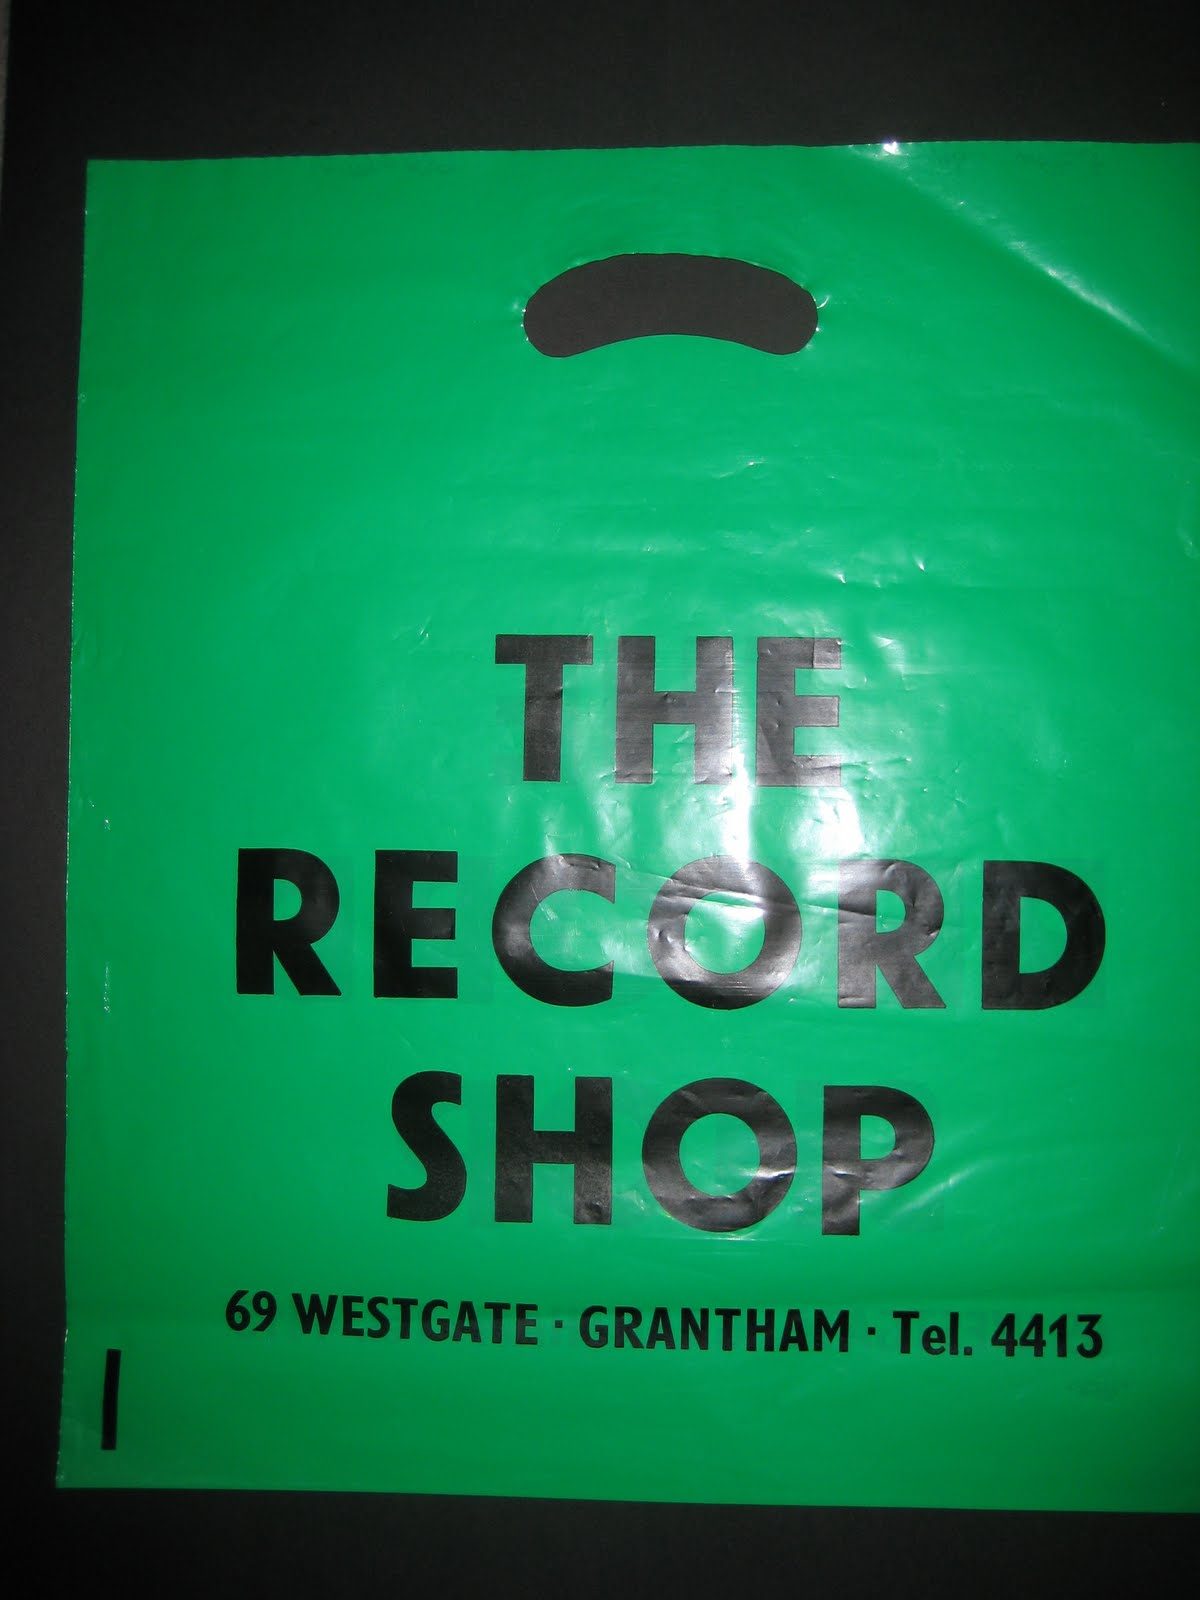 THE
RECORD
SHOP
69 WESTGATE · GRANTHAM · Tel. 4413